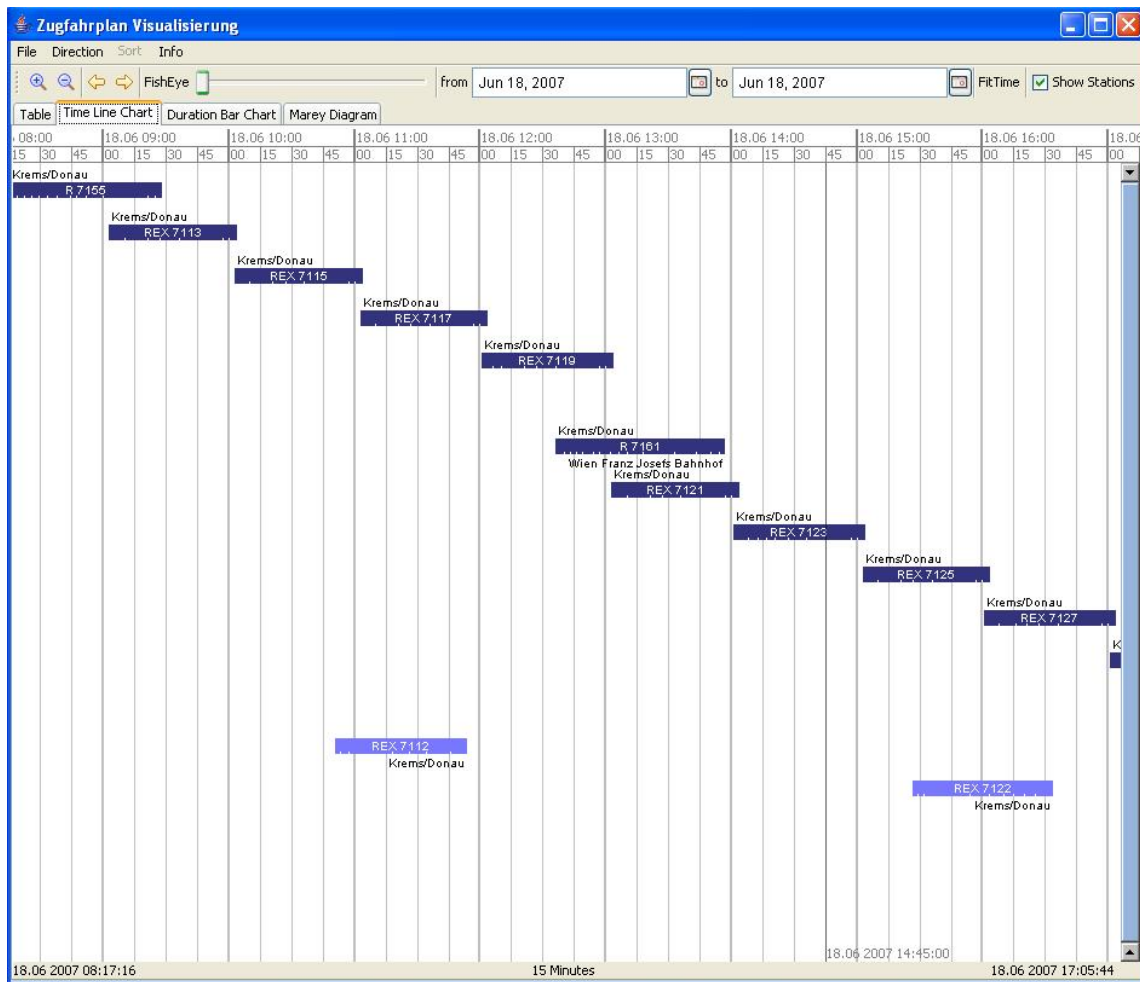 Zugfahrplan Visualisierung
File Direction Sort Info
FishEye from Jun 18, 2007 to Jun 18, 2007 FitTime Show Stations
Table Time Line Chart Duration Bar Chart Marey Diagram
08:00 18.06 09:00 18.06 10:00 18.06 11:00 18.06 12:00 18.06 13:00 18.06 14:00 18.06 15:00 18.06 16:00 18.06
15 30 45 00 15 30 45 00 15 30 45 00 15 30 45 00 15 30 45 00 15 30 45 00 15 30 45 00 15 30 45 00 15 30 45 00
Krems/Donau
R 7155
Krems/Donau
REX 7113
Krems/Donau
REX 7115
Krems/Donau
REX 7117
Krems/Donau
REX 7119
Krems/Donau
R 7161
Wien Franz Josefs Bahnhof
Krems/Donau
REX 7121
Krems/Donau
REX 7123
Krems/Donau
REX 7125
Krems/Donau
REX 7127
K
REX 7112
Krems/Donau
REX 7122
Krems/Donau
18.06 2007 14:45:00
18.06 2007 08:17:16 15 Minutes 18.06 2007 17:05:44